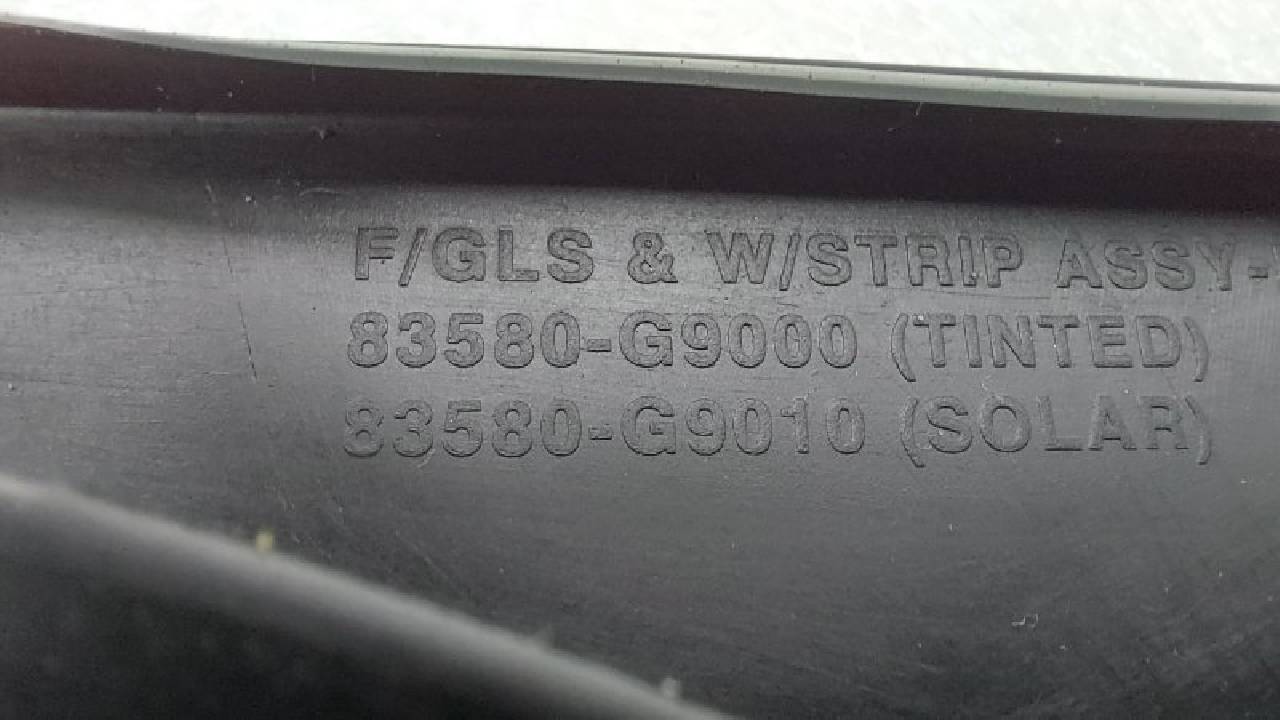 F/GLS & W/STRIP ASSY-
83580-G9000 (TINTED)
83580-G9010 (SOLAR)